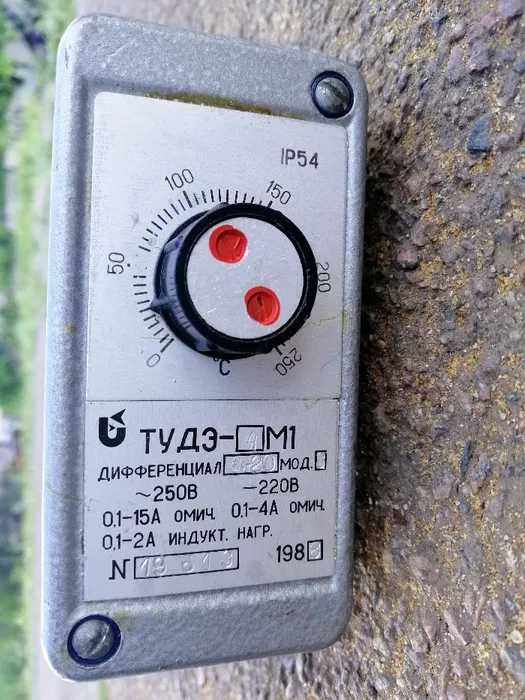 IP54
0 50 100 150 200 250
°C
ТУДЭ-4М1
ДИФФЕРЕНЦИАЛ МОД.
~250В —220В
0,1-15А ОМИЧ. 0,1-4А ОМИЧ.
0,1-2А ИНДУКТ. НАГР.
N 198